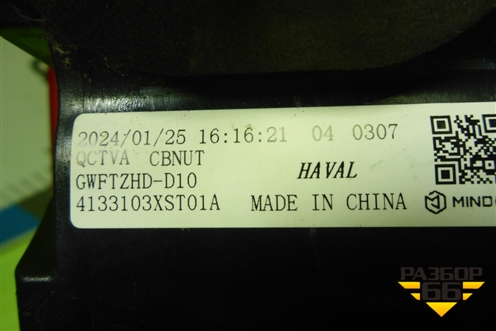 2024/01/25 16:16:21 04 0307
QCTVA CBNUT
GWFTZHD-D10 HAVAL
4133103XST01A MADE IN CHINA
РАЗБОР
66